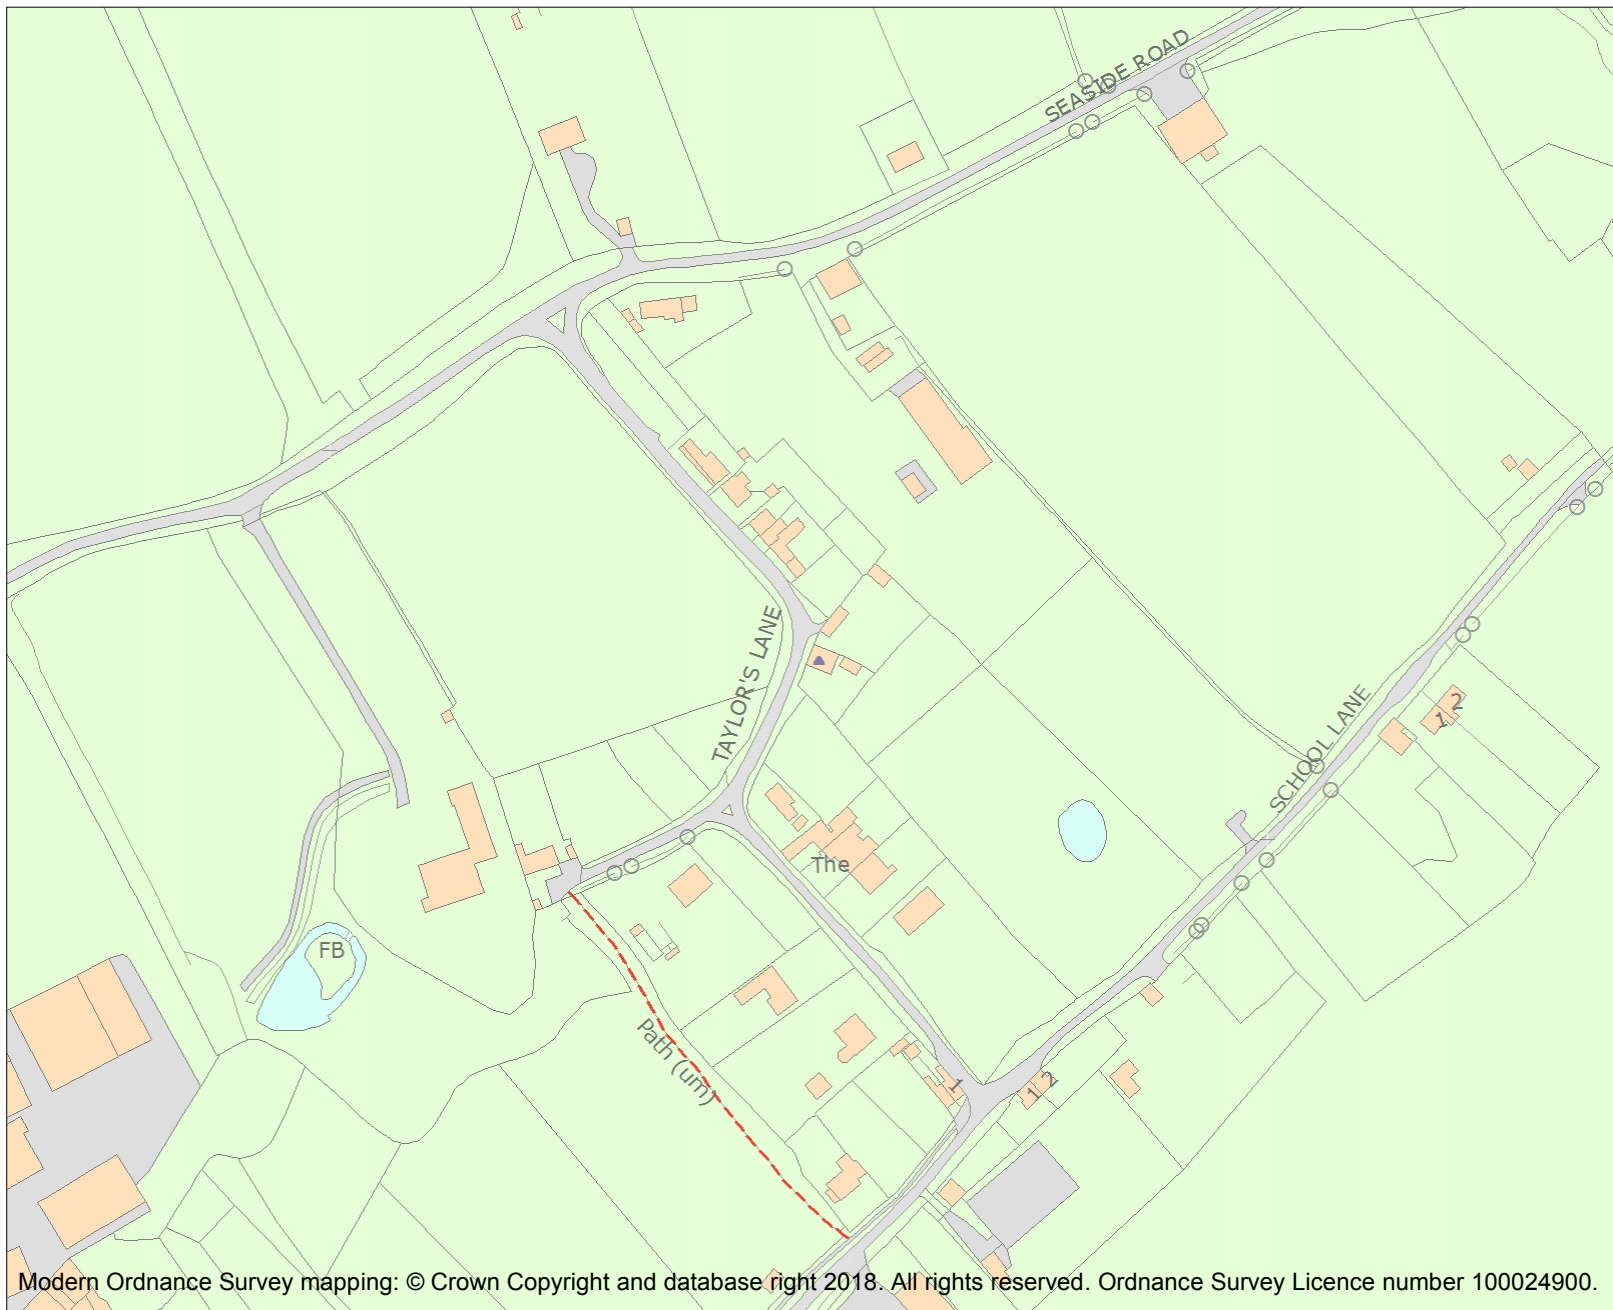 SEASIDE ROAD
TAYLOR'S LANE
SCHOOL LANE
1 2
The
FB
Path (um)
1
1 2
Modern Ordnance Survey mapping: © Crown Copyright and database right 2018. All rights reserved. Ordnance Survey Licence number 100024900.